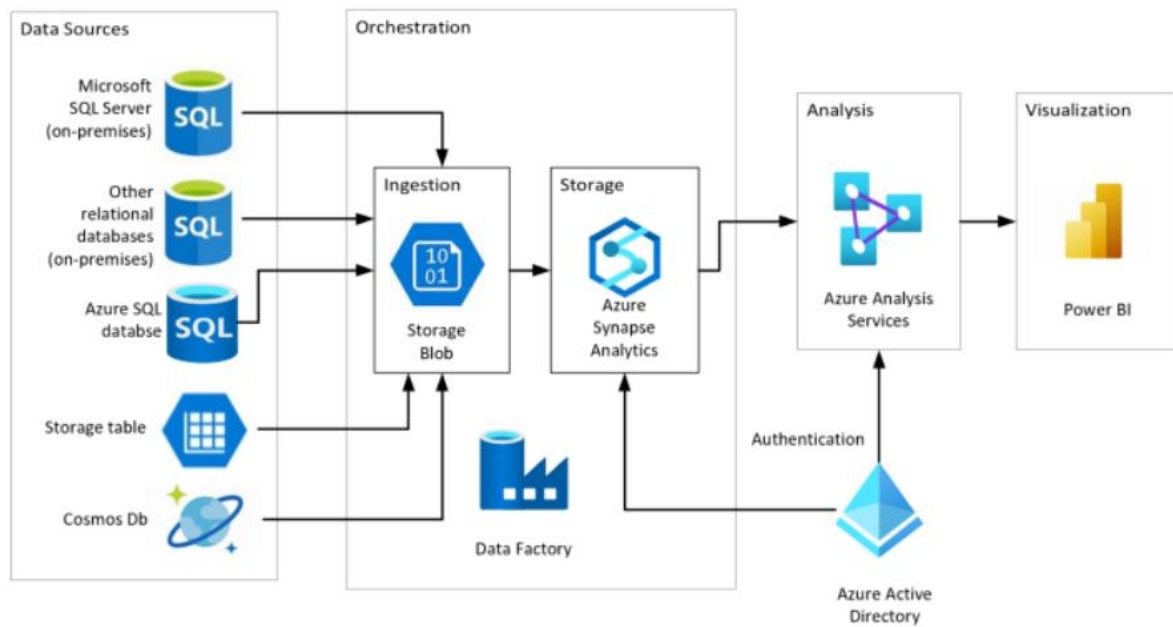 Data Sources
Microsoft
SQL Server
(on-premises)
SQL
Other
relational
databases
(on-premises)
SQL
Azure SQL
databse
SQL
Storage table
Cosmos Db
Orchestration
Ingestion
10
01
Storage
Blob
Storage
Azure
Synapse
Analytics
Data Factory
Analysis
Azure Analysis
Services
Visualization
Power BI
Authentication
Azure Active
Directory